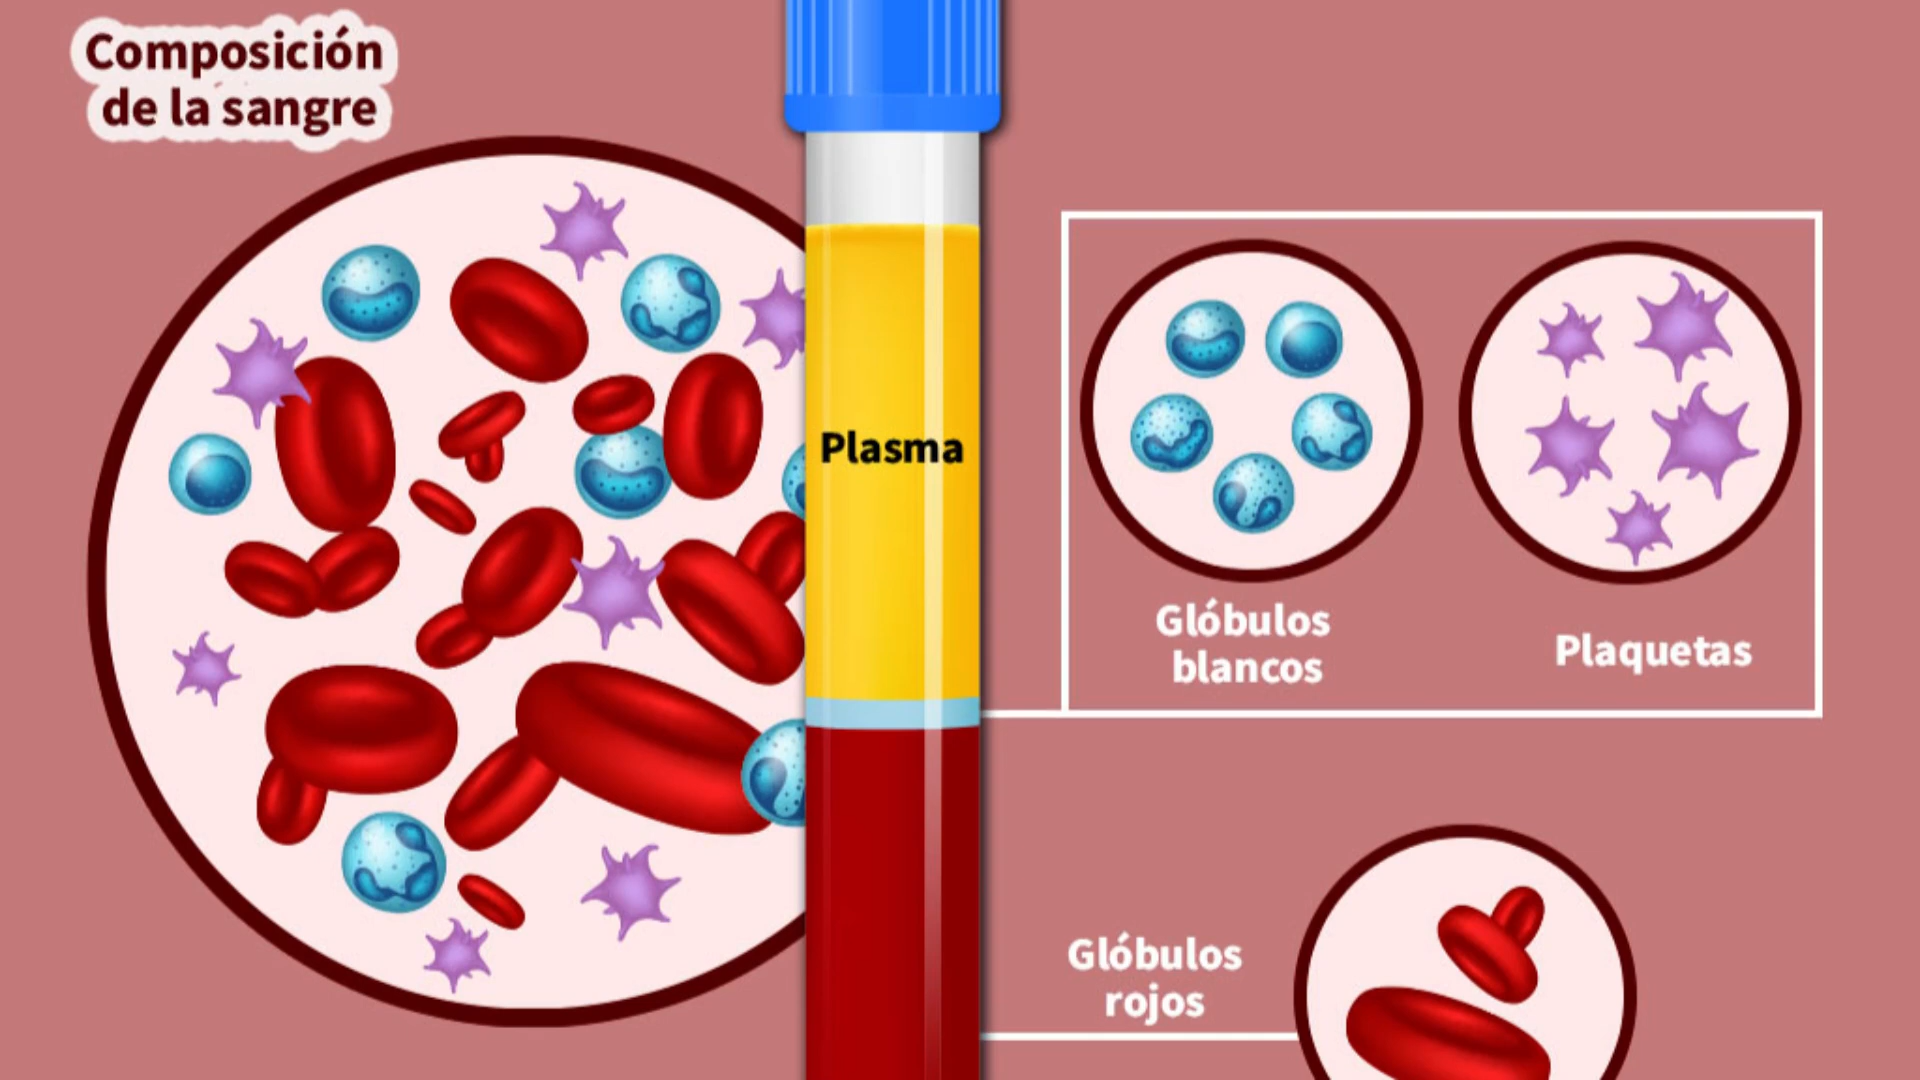 Composición
de la sangre
Plasma
Glóbulos
blancos
Plaquetas
Glóbulos
rojos